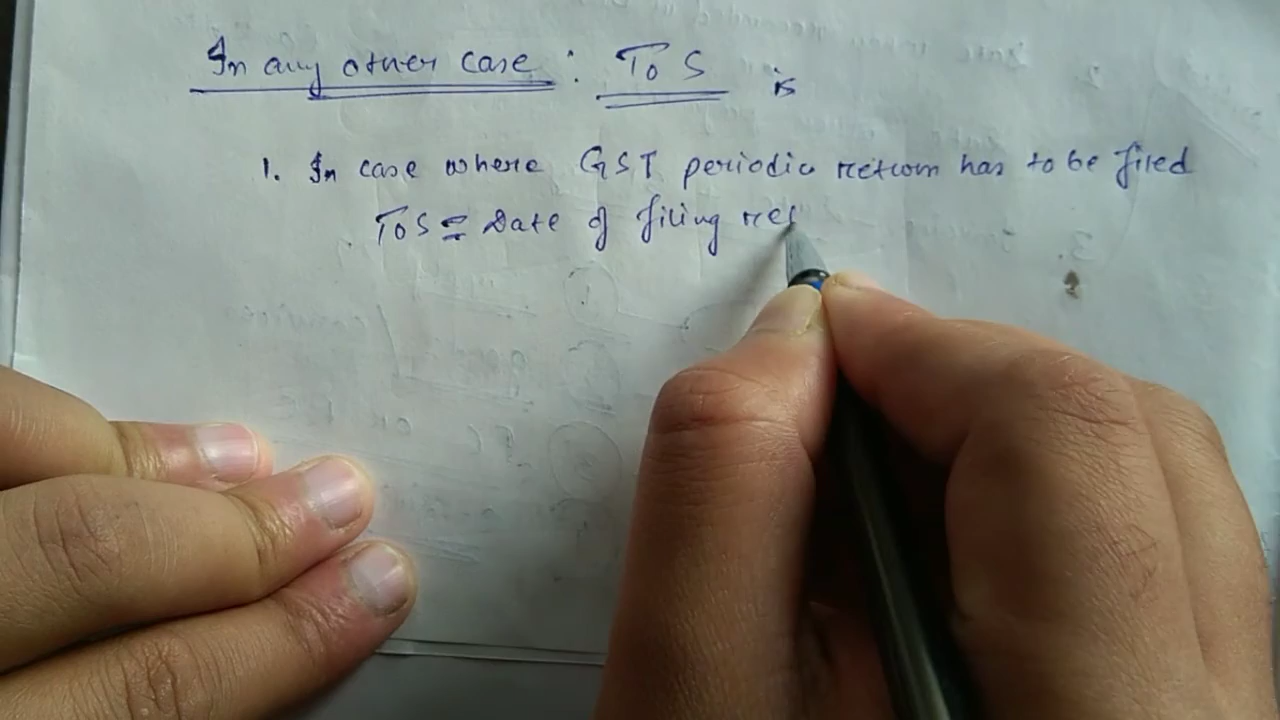 In any other case : ToS is
1. In case where GST periodic return has to be filed
ToS = Date of filing ret